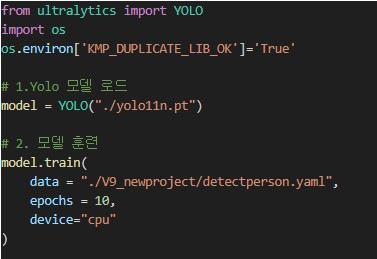 from ultralytics import YOLO
import os
os.environ['KMP_DUPLICATE_LIB_OK']='True'
# 1.Yolo 모델 로드
model = YOLO("./yolo11n.pt")
# 2. 모델 훈련
model.train(
data = "./V9_newproject/detectperson.yaml",
epochs = 10,
device="cpu"
)